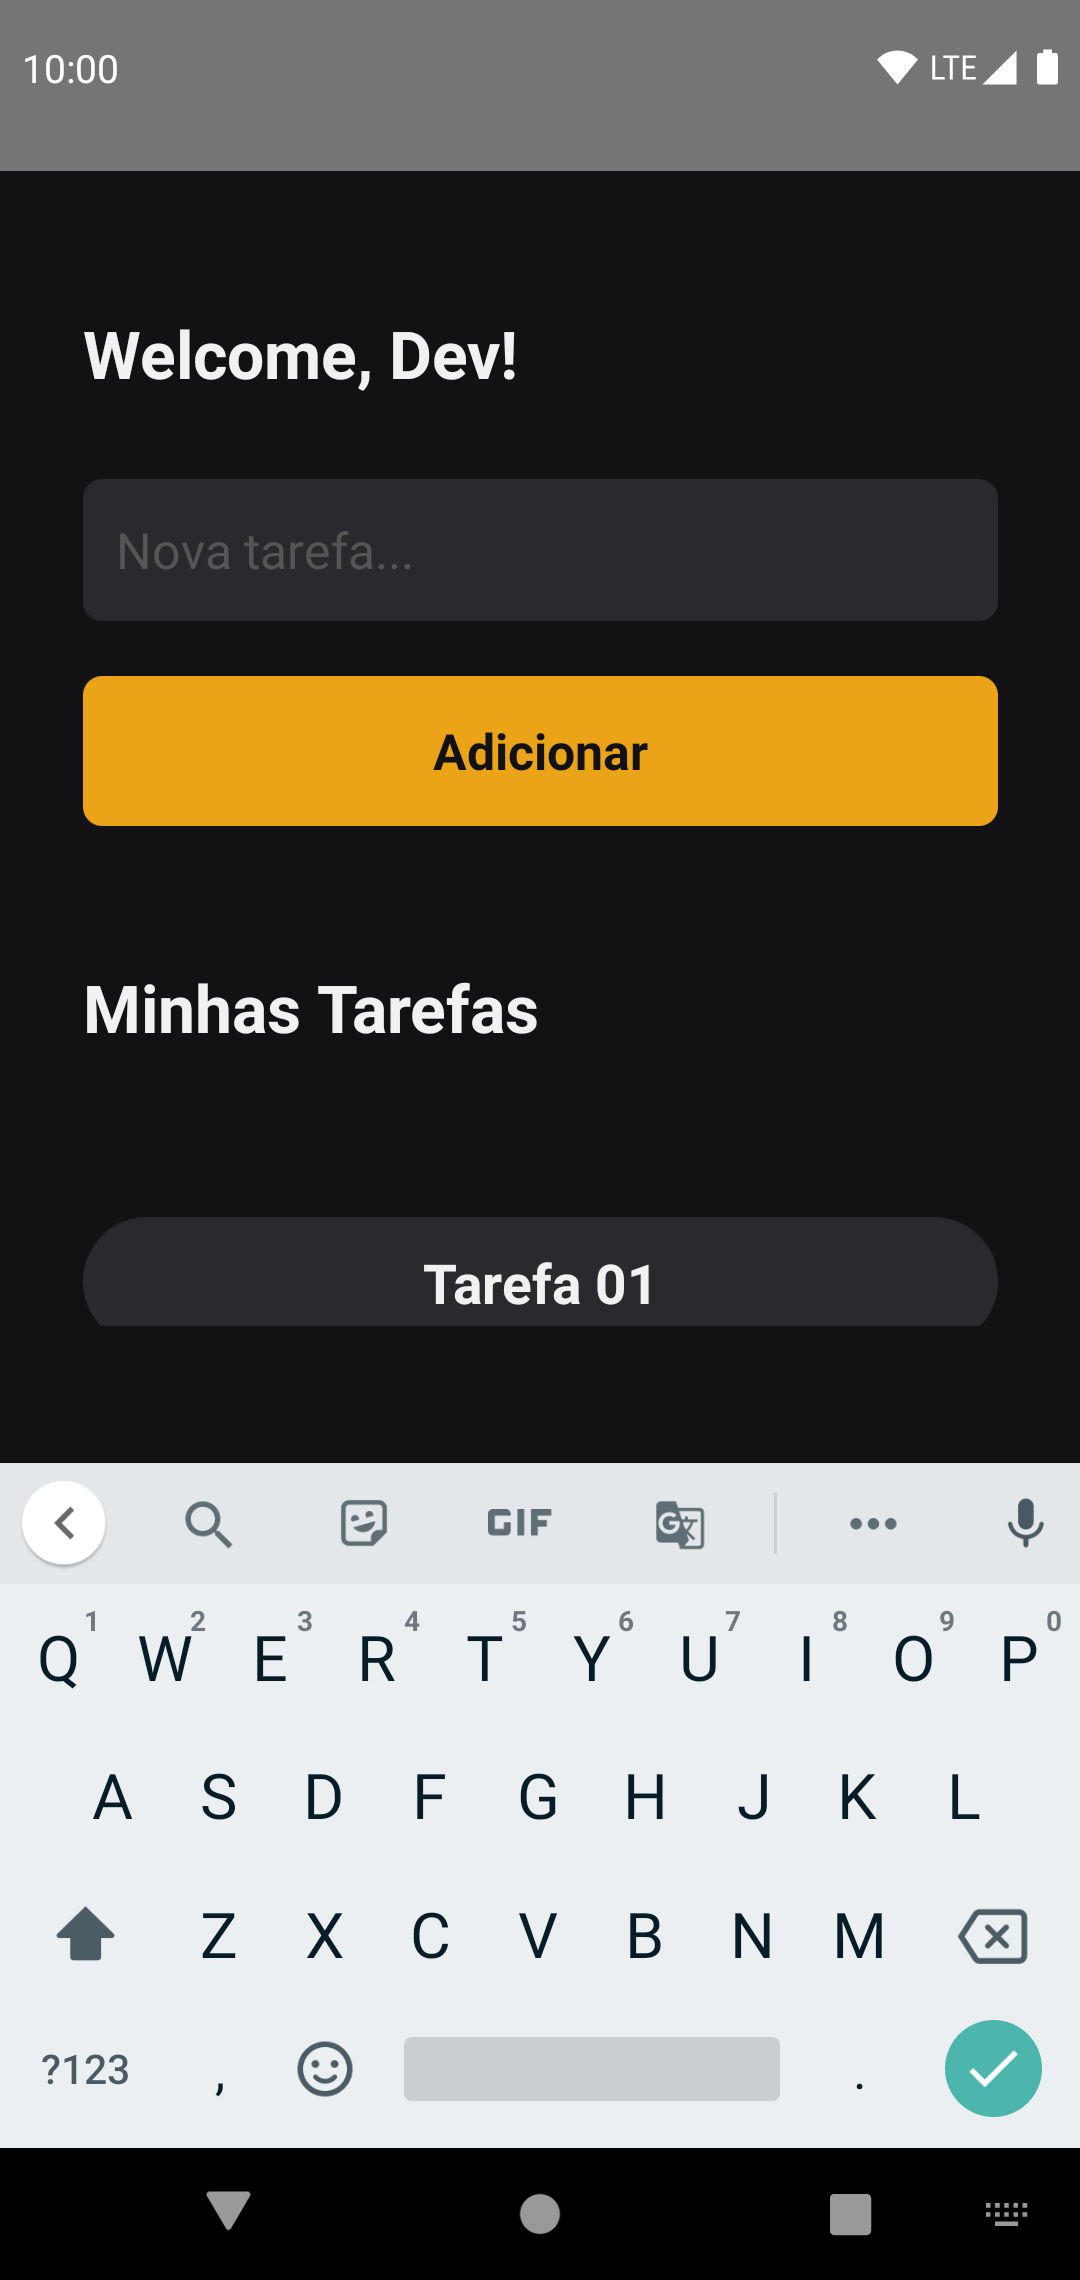 10:00 LTE
Welcome, Dev!
Nova tarefa...
Adicionar
Minhas Tarefas
Tarefa 01
GIF G 文
Q 1 W 2 E 3 R 4 T 5 Y 6 U 7 I 8 O 9 P 0
A S D F G H J K L
Z X C V B N M
?123 , .